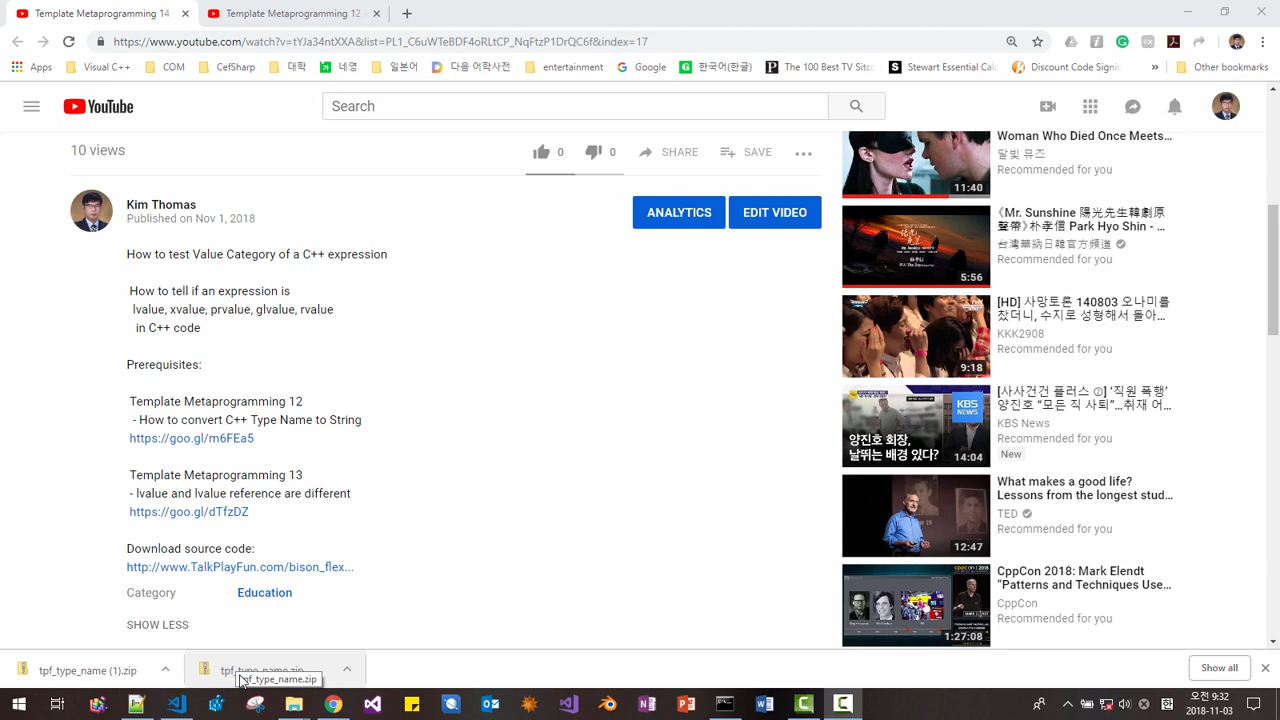 Template Metaprogramming 14
Template Metaprogramming 12
https://www.youtube.com/watch?v=tYJa34ntXXA&list=PL1_C6uWTeBDF4s8LtCP_NqFtzP1DrQC6f&index=17
Apps
Visual C++
COM
CefSharp
대학
네영
일본어
entertainment
Google
한국어(한글)
The 100 Best TV Sitco
Stewart Essential Calc
Discount Code Signin
»
Other bookmarks
YouTube
Search
10 views
0
0
SHARE
SAVE
Kim Thomas
Published on Nov 1, 2018
ANALYTICS
EDIT VIDEO
How to test Value Category of a C++ expression
How to tell if an expression is
lvalue, xvalue, prvalue, glvalue, rvalue
in C++ code
Prerequisites:
Template Metaprogramming 12
- How to convert C++ Type Name to String
https://goo.gl/m6FEa5
Template Metaprogramming 13
- lvalue and lvalue reference are different
https://goo.gl/dTfzDZ
Download source code:
http://www.TalkPlayFun.com/bison_flex...
Category
Education
SHOW LESS
Woman Who Died Once Meets...
달빛 뮤즈
Recommended for you
11:40
《Mr. Sunshine 陽光先生韓劇原
聲帶》朴孝信 Park Hyo Shin - ...
台灣華納日韓官方頻道
Recommended for you
5:56
[HD] 사망토론 140803 오나미를
찼더니, 수지로 성형해서 돌아...
KKK2908
Recommended for you
9:18
[사사건건 플러스 ②] '직원 폭행'
양진호 “모든 직 사퇴”...취재 어...
KBS News
Recommended for you
New
KBS
NEWS
양진호 회장,
날뛰는 배경 있다?
14:04
What makes a good life?
Lessons from the longest stud...
TED
Recommended for you
12:47
CppCon 2018: Mark Elendt
“Patterns and Techniques Use...
CppCon
Recommended for you
1:27:08
tpf_type_name (1).zip
tpf_type_name.zip
tpf_type_name.zip
Show all
오전 9:32
2018-11-03